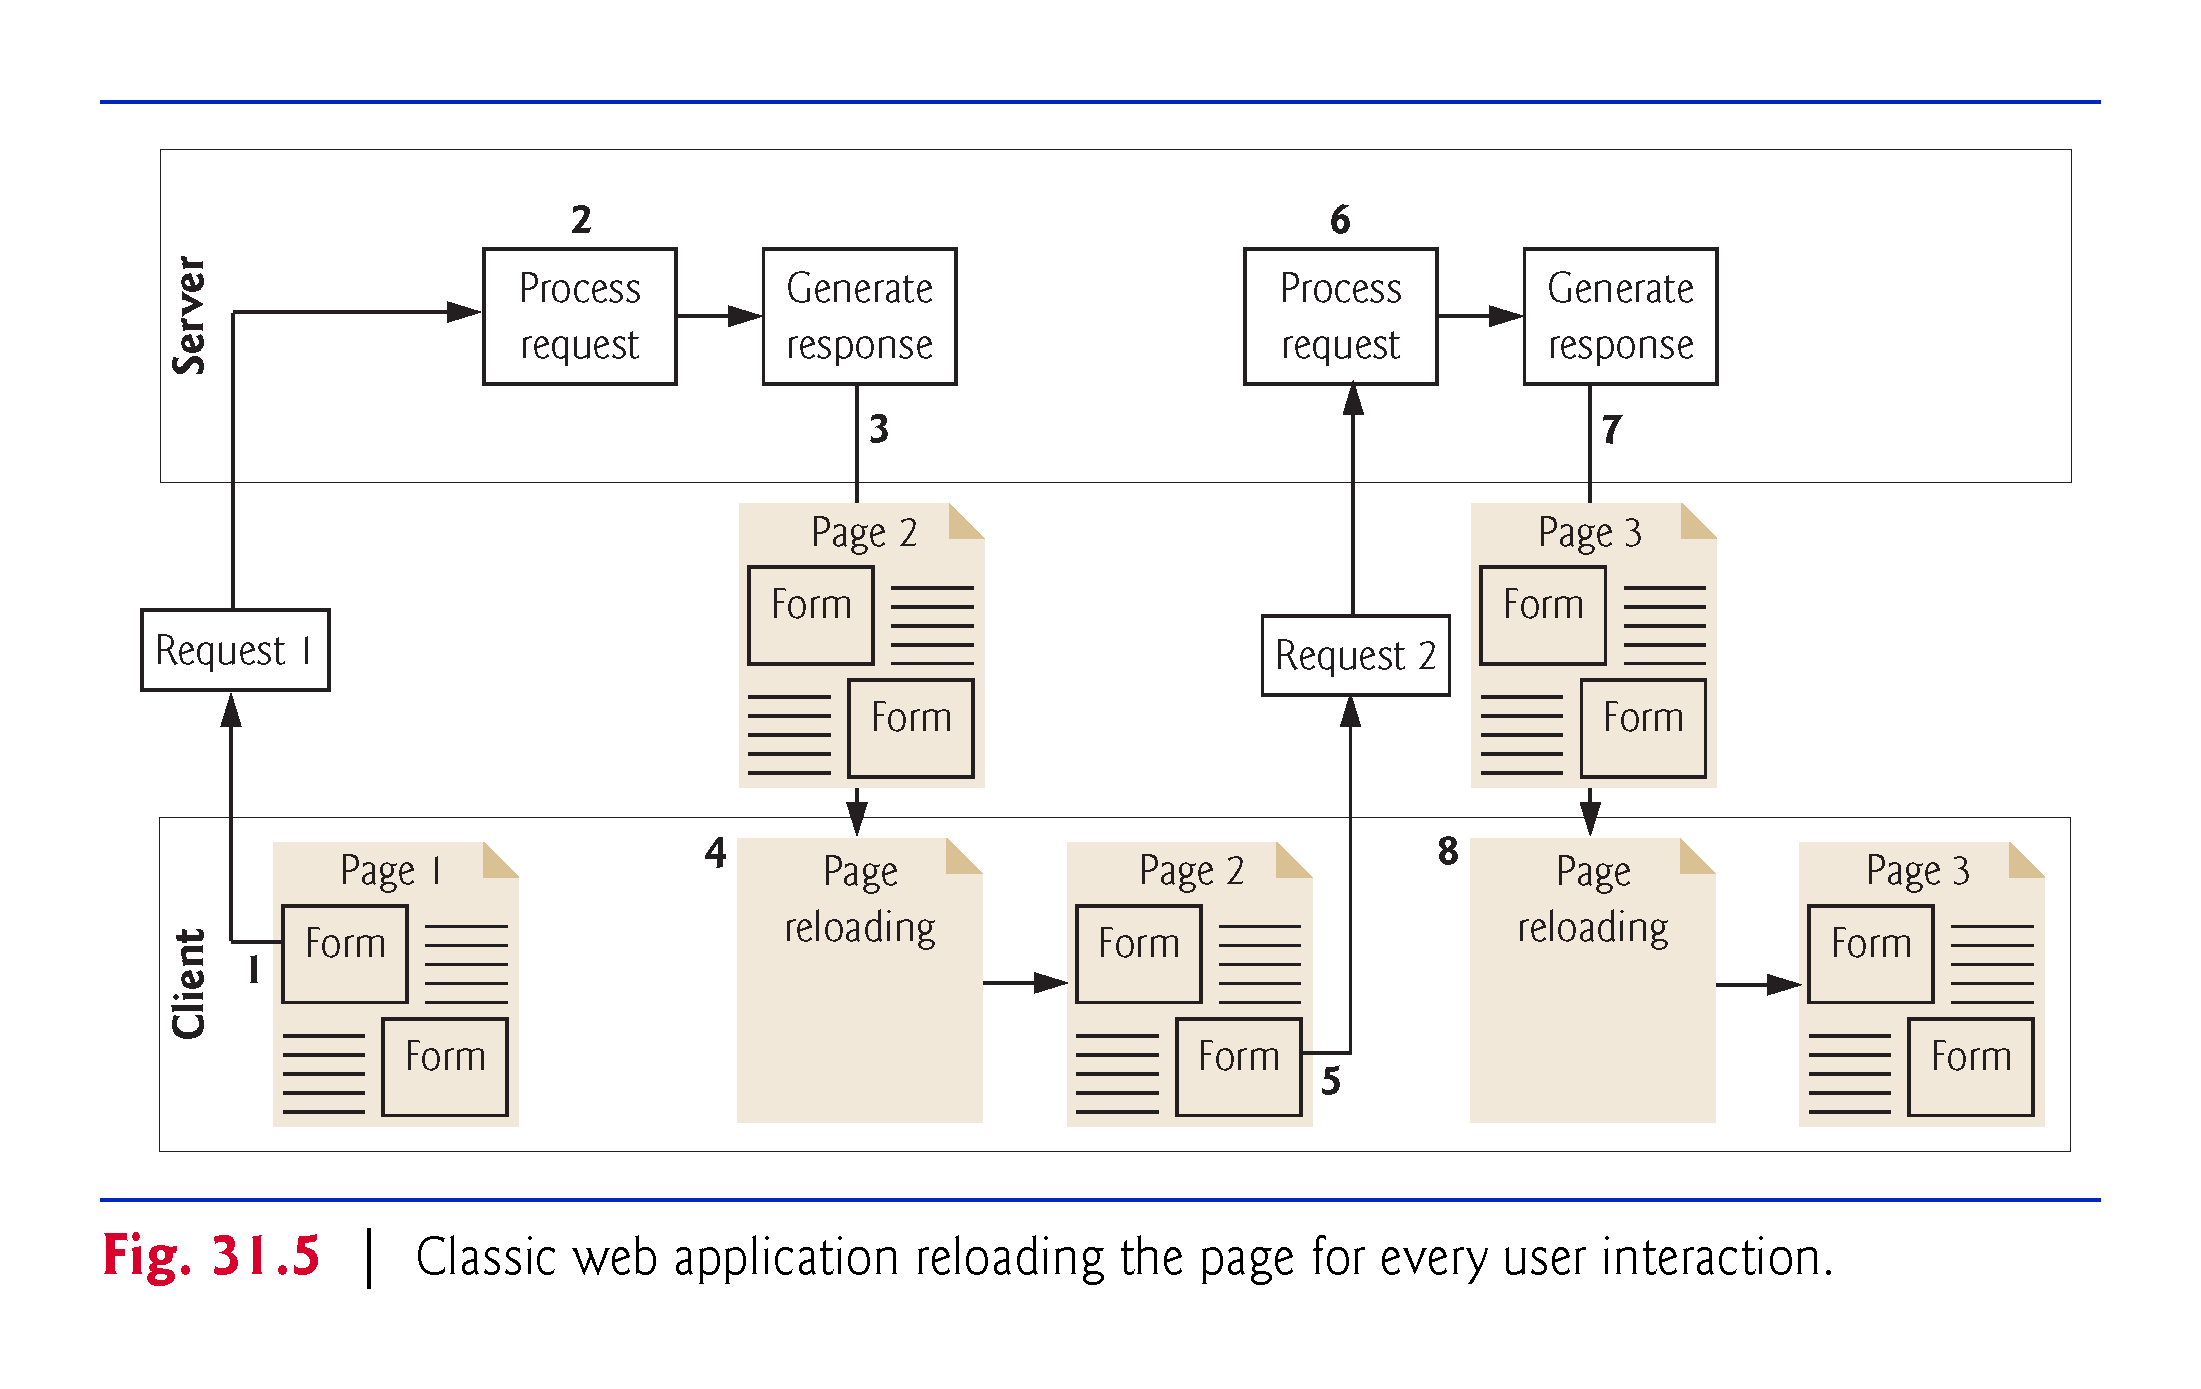 Server
2
Process
request
Generate
response
3
6
Process
request
Generate
response
7
Request 1
Page 2
Form
Form
Request 2
Page 3
Form
Form
Client
1
Page 1
Form
Form
4
Page
reloading
Page 2
Form
Form
5
8
Page
reloading
Page 3
Form
Form
Fig. 31.5 | Classic web application reloading the page for every user interaction.